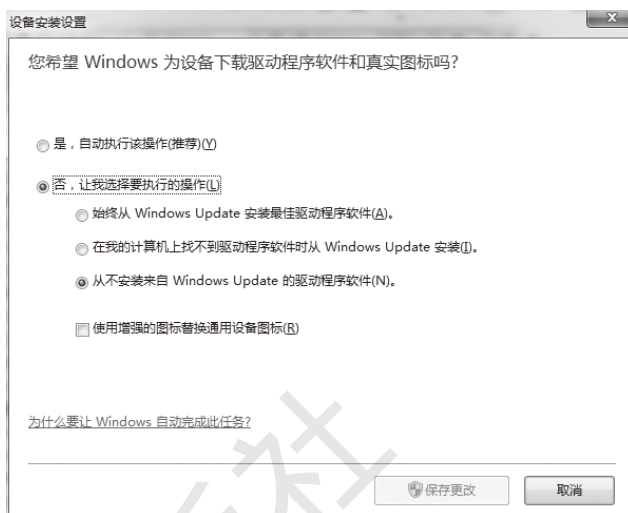 设备安装设置
您希望 Windows 为设备下载驱动程序软件和真实图标吗?
是，自动执行该操作(推荐)(Y)
否，让我选择要执行的操作(L)
始终从 Windows Update 安装最佳驱动程序软件(A)。
在我的计算机上找不到驱动程序软件时从 Windows Update 安装(I)。
从不安装来自 Windows Update 的驱动程序软件(N)。
使用增强的图标替换通用设备图标(R)
为什么要让 Windows 自动完成此任务?
保存更改
取消
社